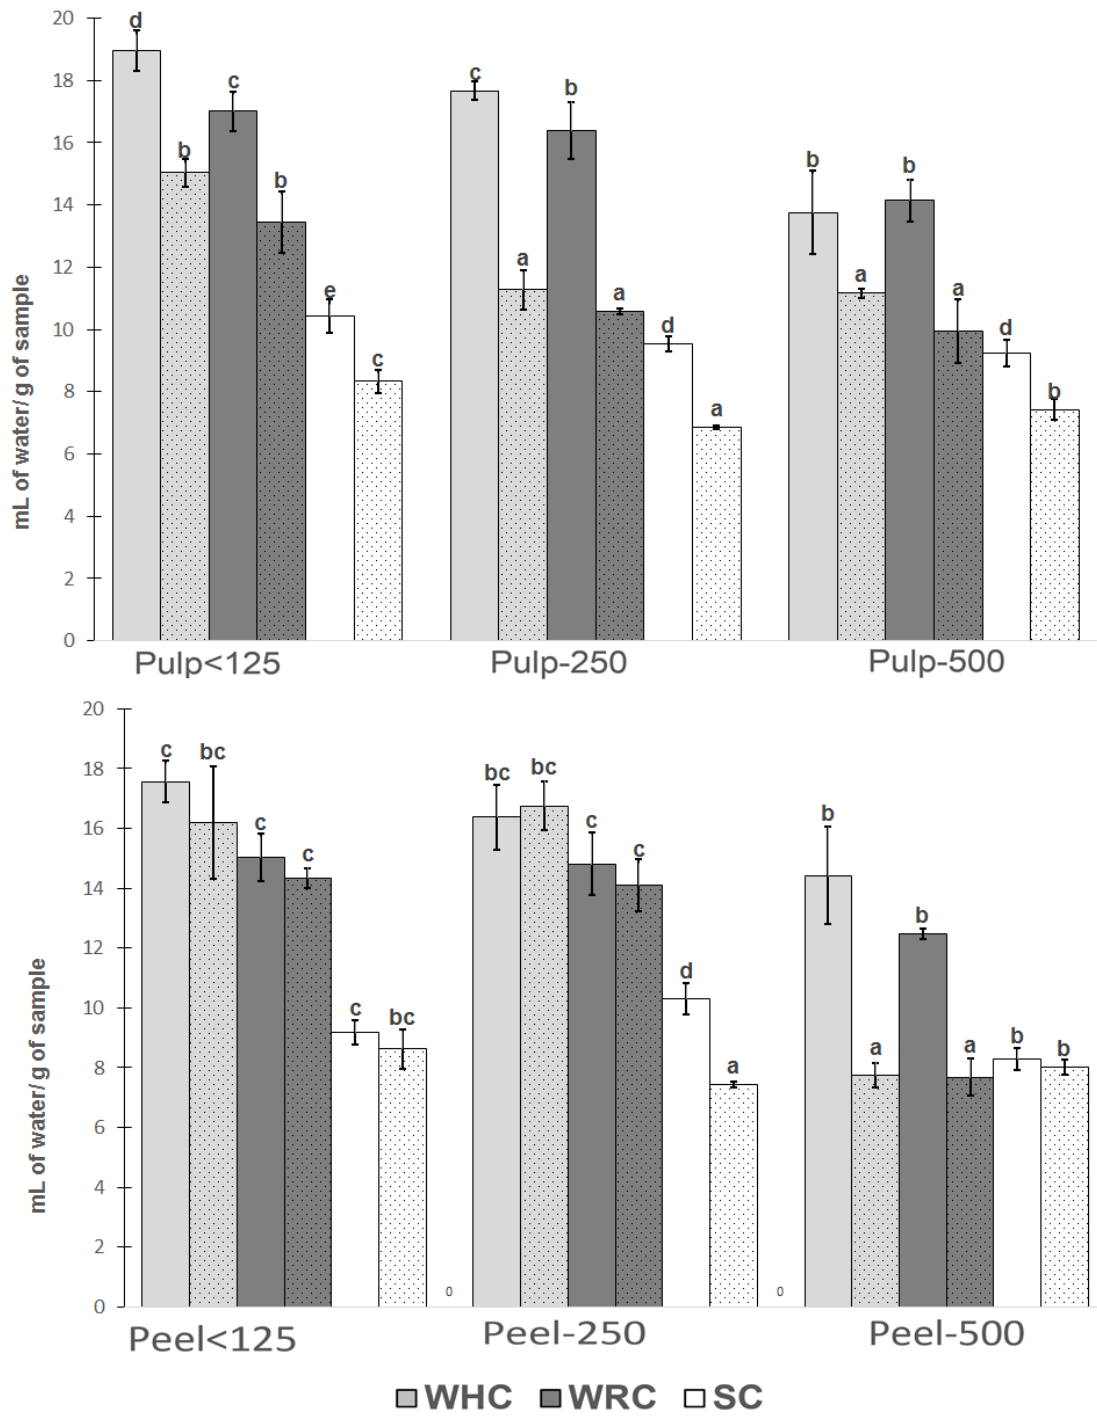 20
18
16
14
12
10
8
6
4
2
0
mL of water/ g of sample
d
b
c
b
e
c
c
a
b
a
d
a
b
a
b
a
d
b
Pulp<125
Pulp-250
Pulp-500
20
18
16
14
12
10
8
6
4
2
0
mL of water/ g of sample
c
bc
c
c
c
bc
bc
bc
c
c
d
a
b
a
b
a
b
b
0
0
Peel<125
Peel-250
Peel-500
WHC WRC SC